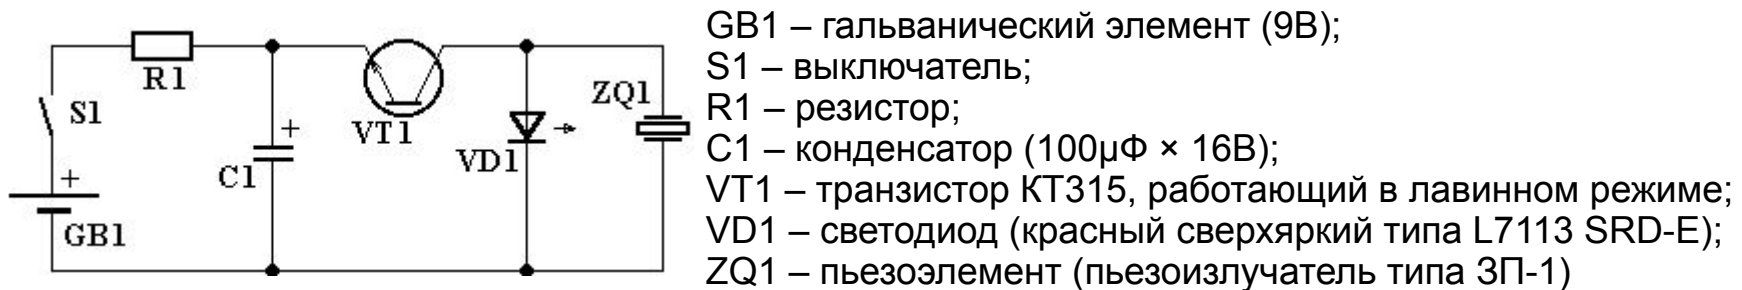 R1
S1
+
GB1
C1
+
VT1
VD1
ZQ1
GB1 – гальванический элемент (9В);
S1 – выключатель;
R1 – резистор;
C1 – конденсатор (100μФ × 16В);
VT1 – транзистор КТ315, работающий в лавинном режиме;
VD1 – светодиод (красный сверхяркий типа L7113 SRD-E);
ZQ1 – пьезоэлемент (пьезоизлучатель типа ЗП-1)